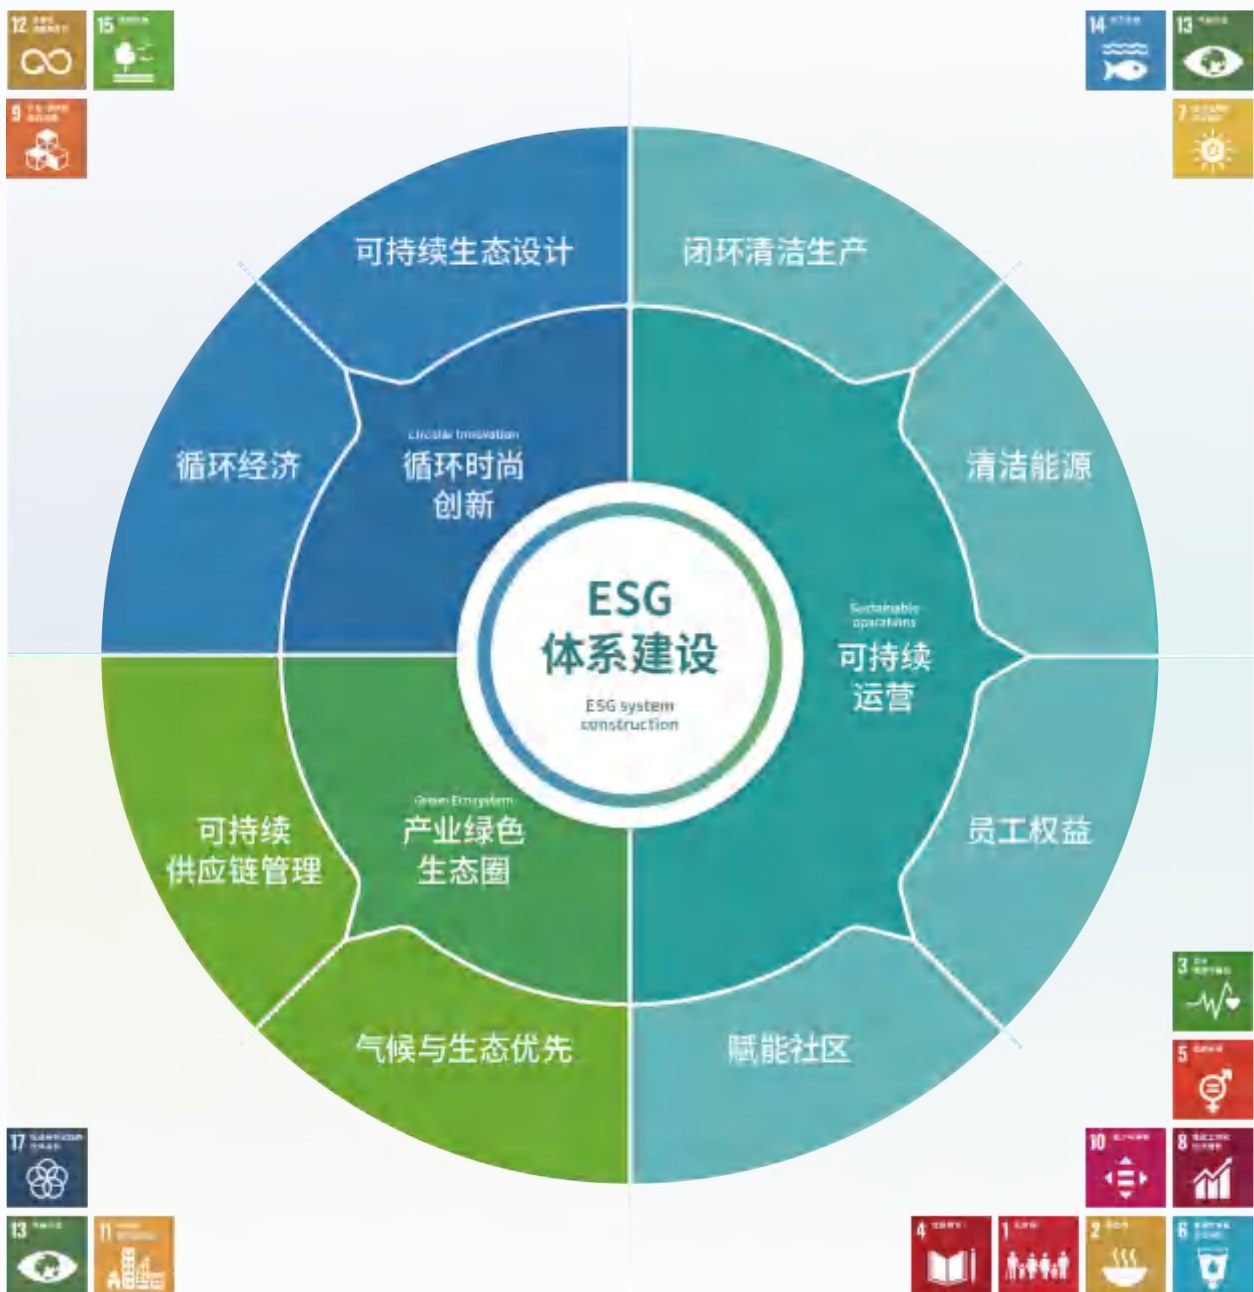 12
15
14
13
9
7
可持续生态设计
闭环清洁生产
循环经济
Circular Innovation
循环时尚
创新
清洁能源
ESG
体系建设
ESG system
construction
Sustainable
operations
可持续
运营
Green Ecosystem
产业绿色
生态圈
可持续
供应链管理
员工权益
气候与生态优先
赋能社区
3
5
17
10
8
13
11
4
1
2
6